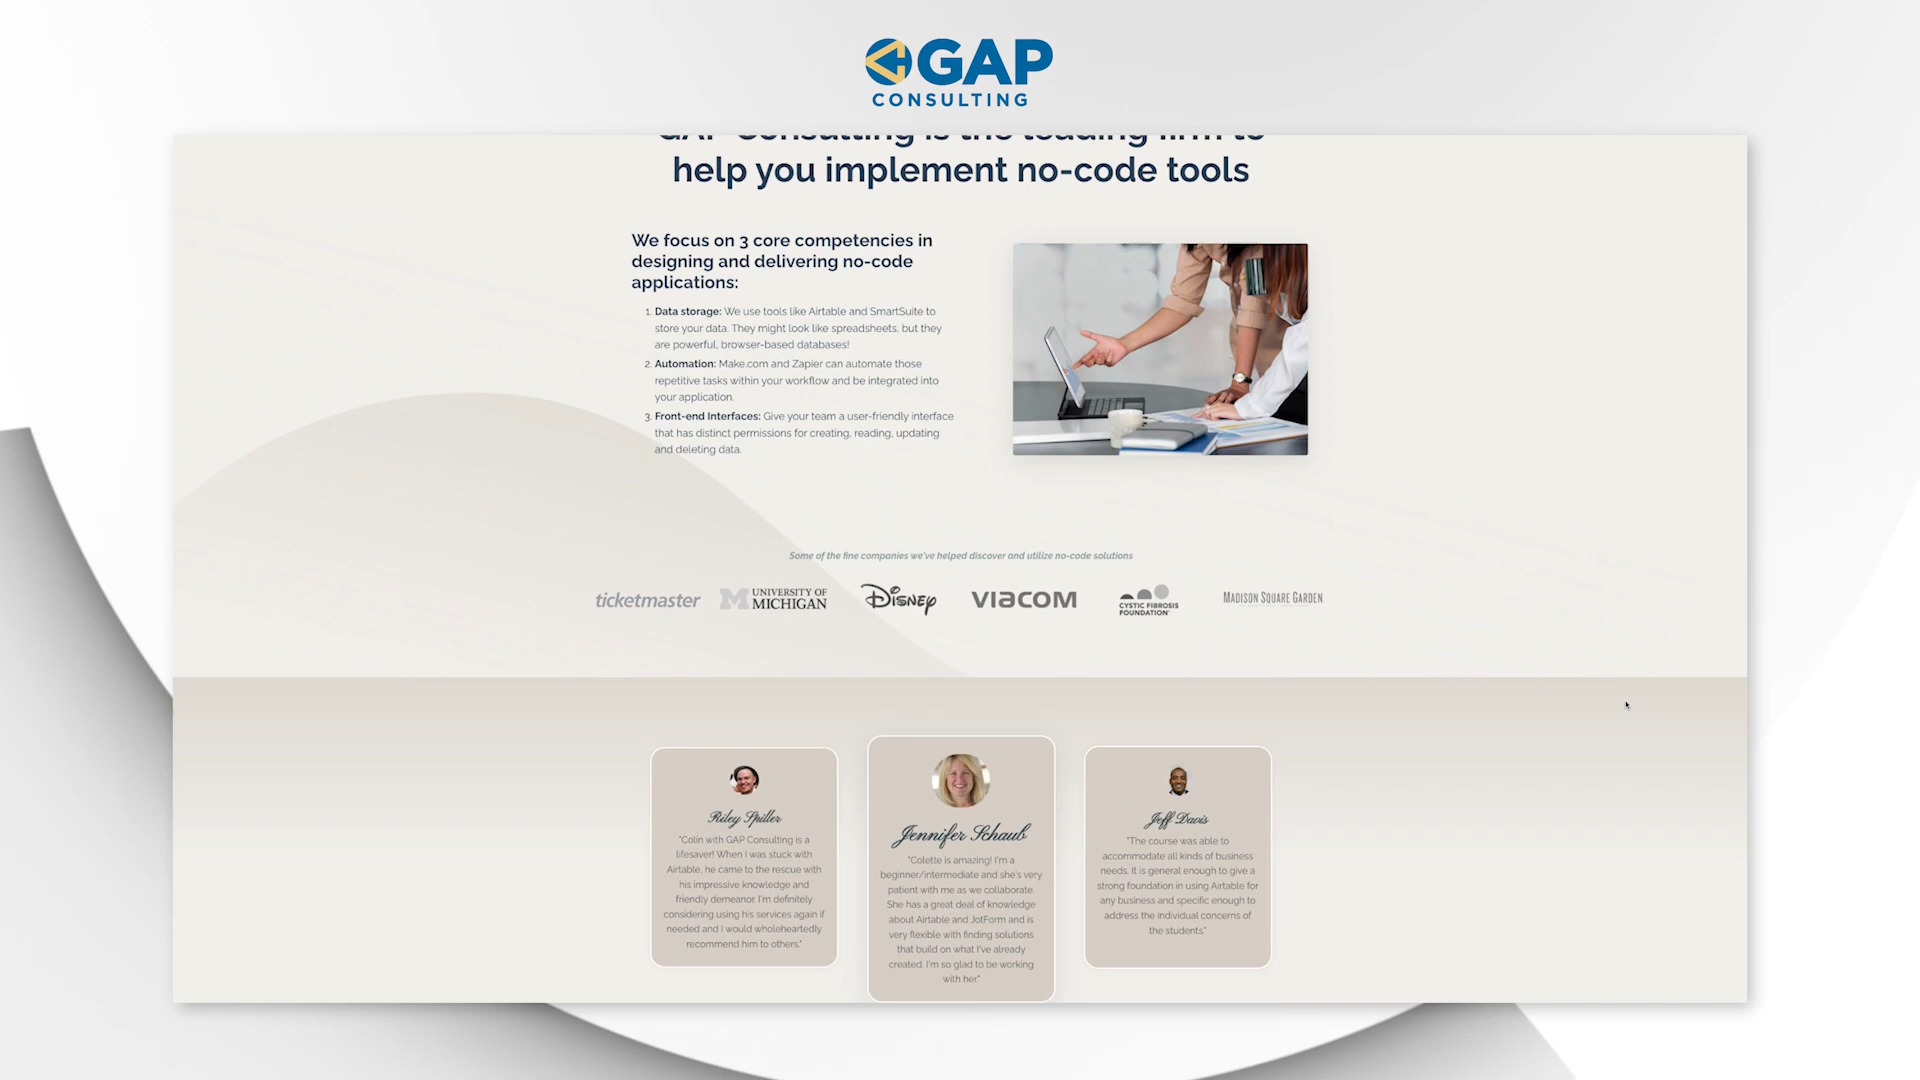 GAP
CONSULTING
GAP Consulting is the leading firm to
help you implement no-code tools
We focus on 3 core competencies in
designing and delivering no-code
applications:
1. Data storage: We use tools like Airtable and SmartSuite to
store your data. They might look like spreadsheets, but they
are powerful, browser-based databases!
2. Automation: Make.com and Zapier can automate those
repetitive tasks within your workflow and be integrated into
your application.
3. Front-end Interfaces: Give your team a user-friendly interface
that has distinct permissions for creating, reading, updating
and deleting data.
Some of the fine companies we've helped discover and utilize no-code solutions
ticketmaster
M UNIVERSITY OF
MICHIGAN
Disney
VIACOM
CYSTIC FIBROSIS
FOUNDATION
MADISON SQUARE GARDEN
Riley Spiller
"Colin with GAP Consulting is a
lifesaver! When I was stuck with
Airtable, he came to the rescue with
his impressive knowledge and
friendly demeanor. I'm definitely
considering using his services again if
needed and I would wholeheartedly
recommend him to others."
Jennifer Schaub
"Colette is amazing! I'm a
beginner/intermediate and she's very
patient with me as we collaborate.
She has a great deal of knowledge
about Airtable and JotForm and is
very flexible with finding solutions
that build on what I've already
created. I'm so glad to be working
with her."
Jeff Davis
"The course was able to
accommodate all kinds of business
needs. It is general enough to give a
strong foundation in using Airtable for
any business and specific enough to
address the individual concerns of
the students."